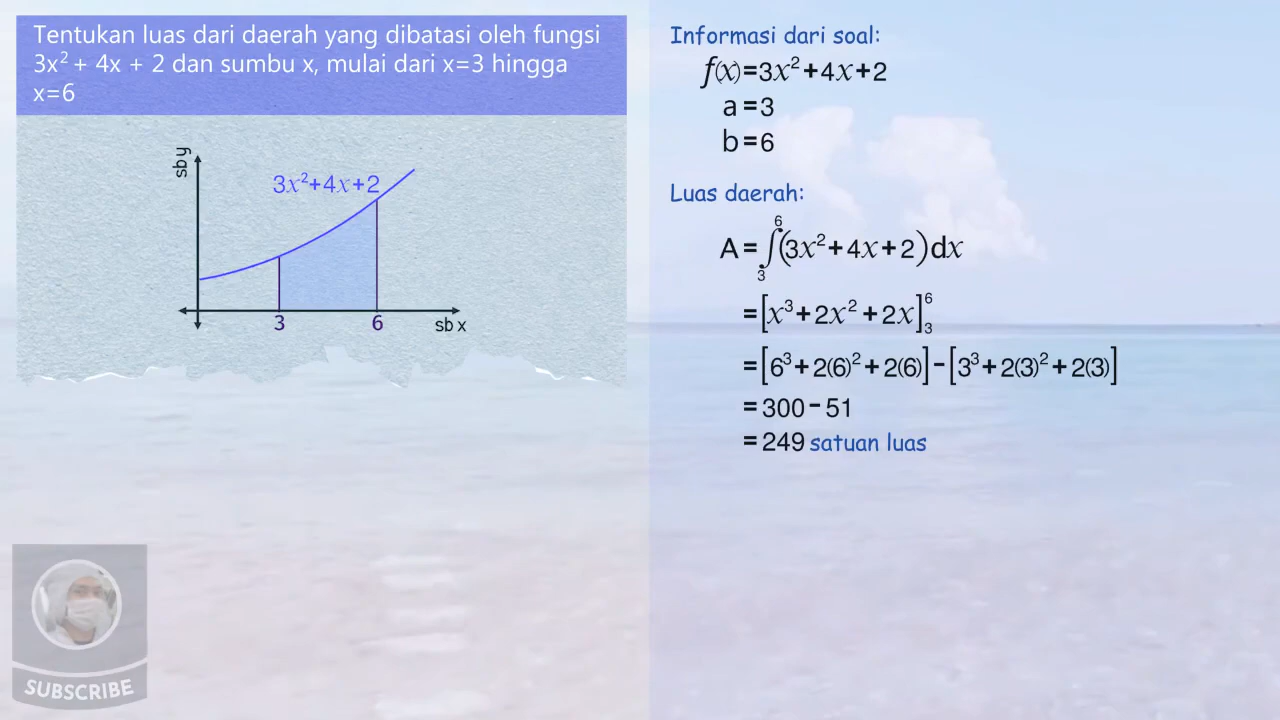 Tentukan luas dari daerah yang dibatasi oleh fungsi
3x² + 4x + 2 dan sumbu x, mulai dari x=3 hingga
x=6
sb y
3x²+4x+2
3 6
sb x
SUBSCRIBE
Informasi dari soal:
f(x)=3x²+4x+2
a=3
b=6
Luas daerah:
A=∫₃⁶(3x²+4x+2)dx
=[x³+2x²+2x]₃⁶
=[6³+2(6)²+2(6)]-[3³+2(3)²+2(3)]
=300-51
=249 satuan luas